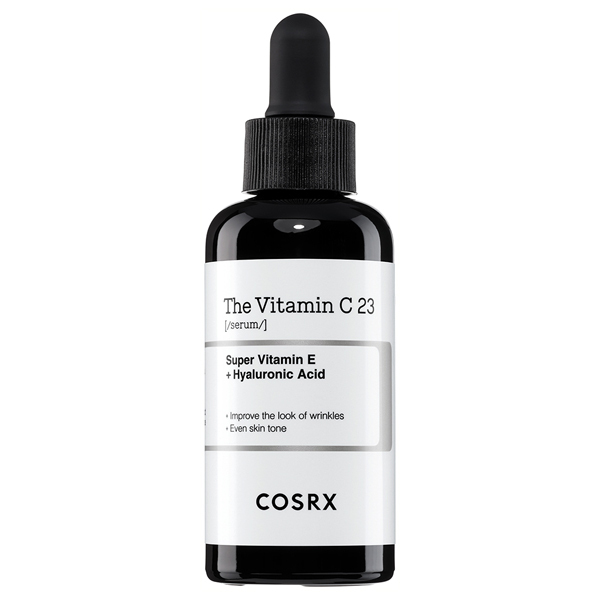 The Vitamin C 23
[/serum/]
Super Vitamin E
+ Hyaluronic Acid
• Improve the look of wrinkles
• Even skin tone
COSRX